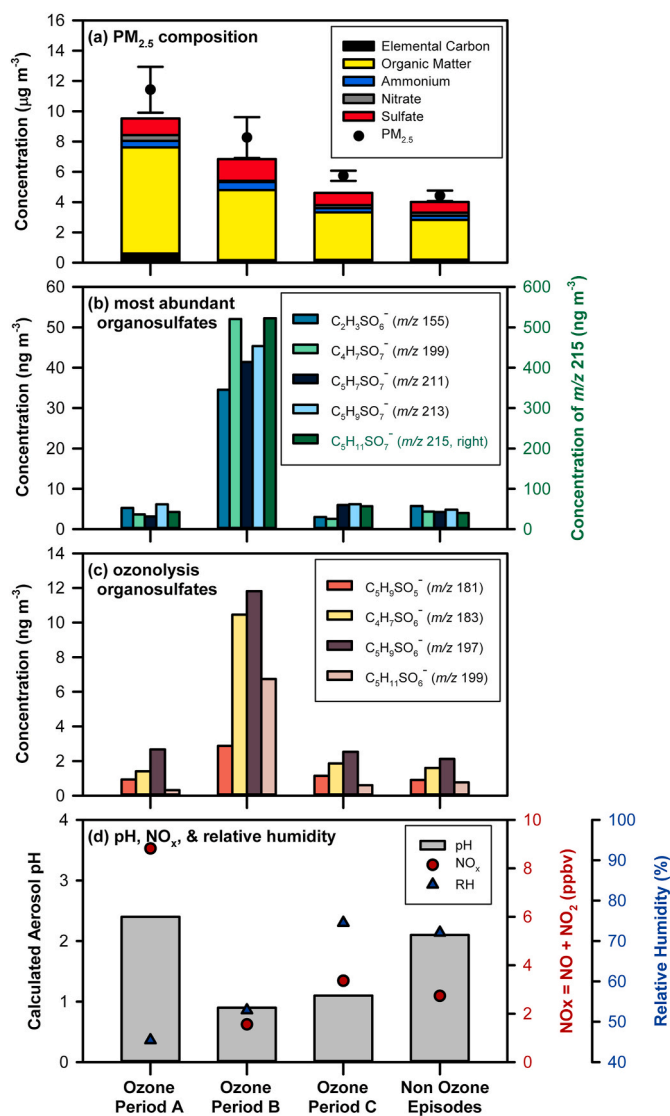 (a) PM2.5 composition
Elemental Carbon
Organic Matter
Ammonium
Nitrate
Sulfate
PM2.5
Concentration (μg m-3)
16
14
12
10
8
6
4
2
0
(b) most abundant
organosulfates
C2H3SO6- (m/z 155)
C4H7SO7- (m/z 199)
C5H7SO7- (m/z 211)
C5H9SO7- (m/z 213)
C5H11SO7- (m/z 215, right)
Concentration (ng m-3)
60
50
40
30
20
10
0
600
500
400
300
200
100
0
Concentration of m/z 215 (ng m-3)
(c) ozonolysis
organosulfates
C5H9SO5- (m/z 181)
C4H7SO6- (m/z 183)
C5H9SO6- (m/z 197)
C5H11SO6- (m/z 199)
Concentration (ng m-3)
14
12
10
8
6
4
2
0
(d) pH, NOx, & relative humidity
pH
NOx
RH
Calculated Aerosol pH
4
3
2
1
0
10
8
6
4
2
0
NOx = NO + NO2 (ppbv)
100
90
80
70
60
50
40
Relative Humidity (%)
Ozone
Period A
Ozone
Period B
Ozone
Period C
Non Ozone
Episodes